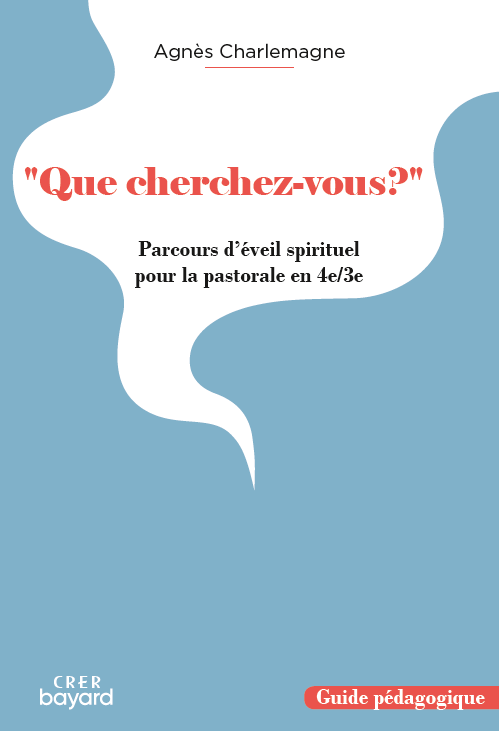 Agnès Charlemagne
"Que cherchez-vous?"
Parcours d’éveil spirituel
pour la pastorale en 4e/3e
CRER
bayard
Guide pédagogique